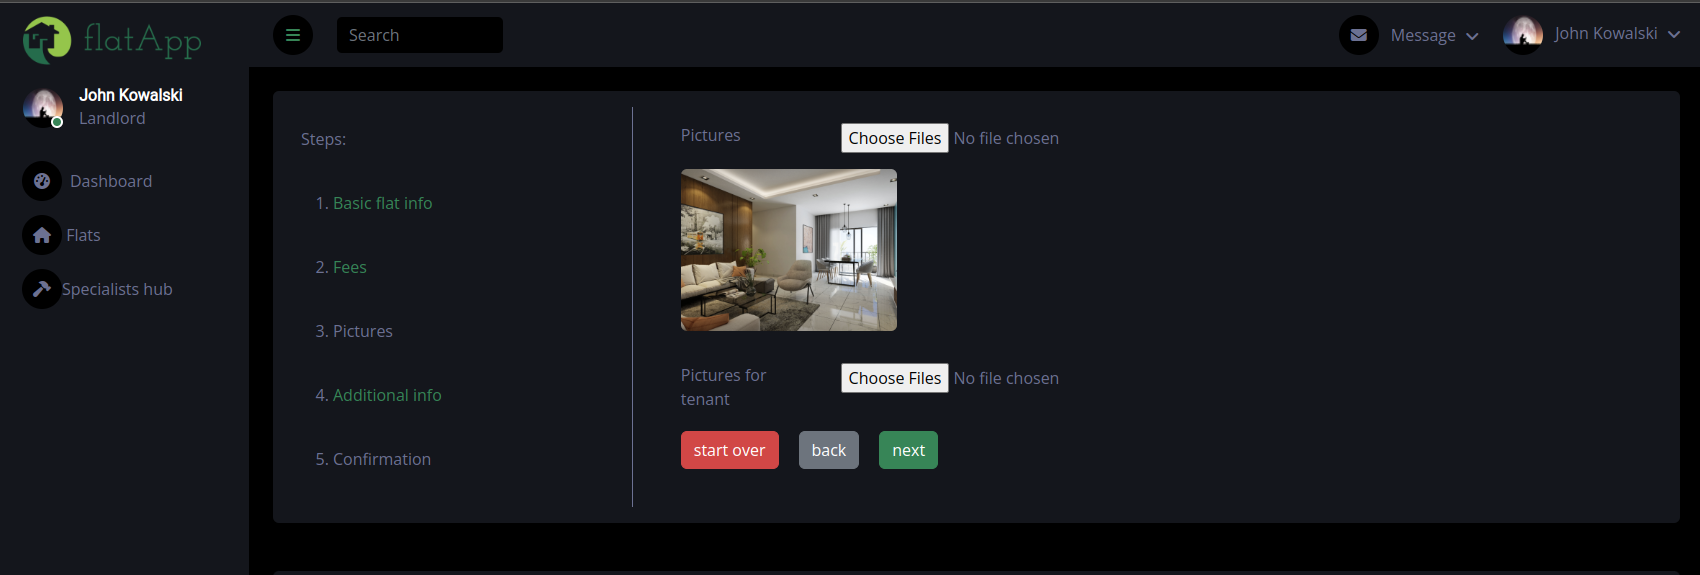 flatApp
Search
Message
John Kowalski
John Kowalski
Landlord
Dashboard
Flats
Specialists hub
Steps:
1. Basic flat info
2. Fees
3. Pictures
4. Additional info
5. Confirmation
Pictures
Choose Files No file chosen
Pictures for
tenant
Choose Files No file chosen
start over
back
next